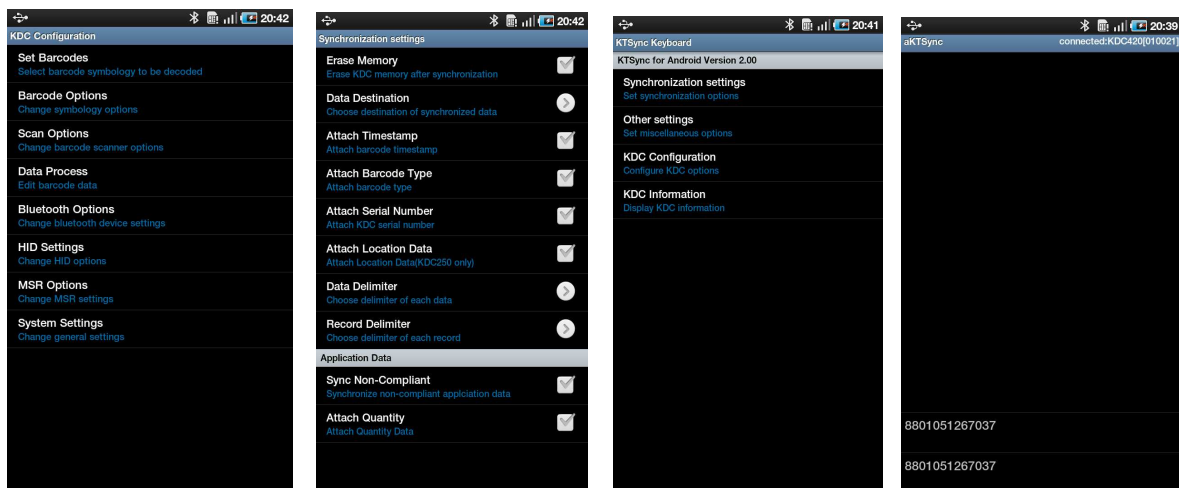 20:42
KDC Configuration
Set Barcodes
Select barcode symbology to be decoded
Barcode Options
Change symbology options
Scan Options
Change barcode scanner options
Data Process
Edit barcode data
Bluetooth Options
Change bluetooth device settings
HID Settings
Change HID options
MSR Options
Change MSR settings
System Settings
Change general settings
20:42
Synchronization settings
Erase Memory
Erase KDC memory after synchronization
Data Destination
Choose destination of synchronized data
Attach Timestamp
Attach barcode timestamp
Attach Barcode Type
Attach barcode type
Attach Serial Number
Attach KDC serial number
Attach Location Data
Attach Location Data(KDC250 only)
Data Delimiter
Choose delimiter of each data
Record Delimiter
Choose delimiter of each record
Application Data
Sync Non-Compliant
Synchronize non-compliant applciation data
Attach Quantity
Attach Quantity Data
20:41
KTSync Keyboard
KTSync for Android Version 2.00
Synchronization settings
Set synchronization options
Other settings
Set miscellaneous options
KDC Configuration
Configure KDC options
KDC Information
Display KDC information
20:39
aKTSync connected:KDC420[010021]
8801051267037
8801051267037